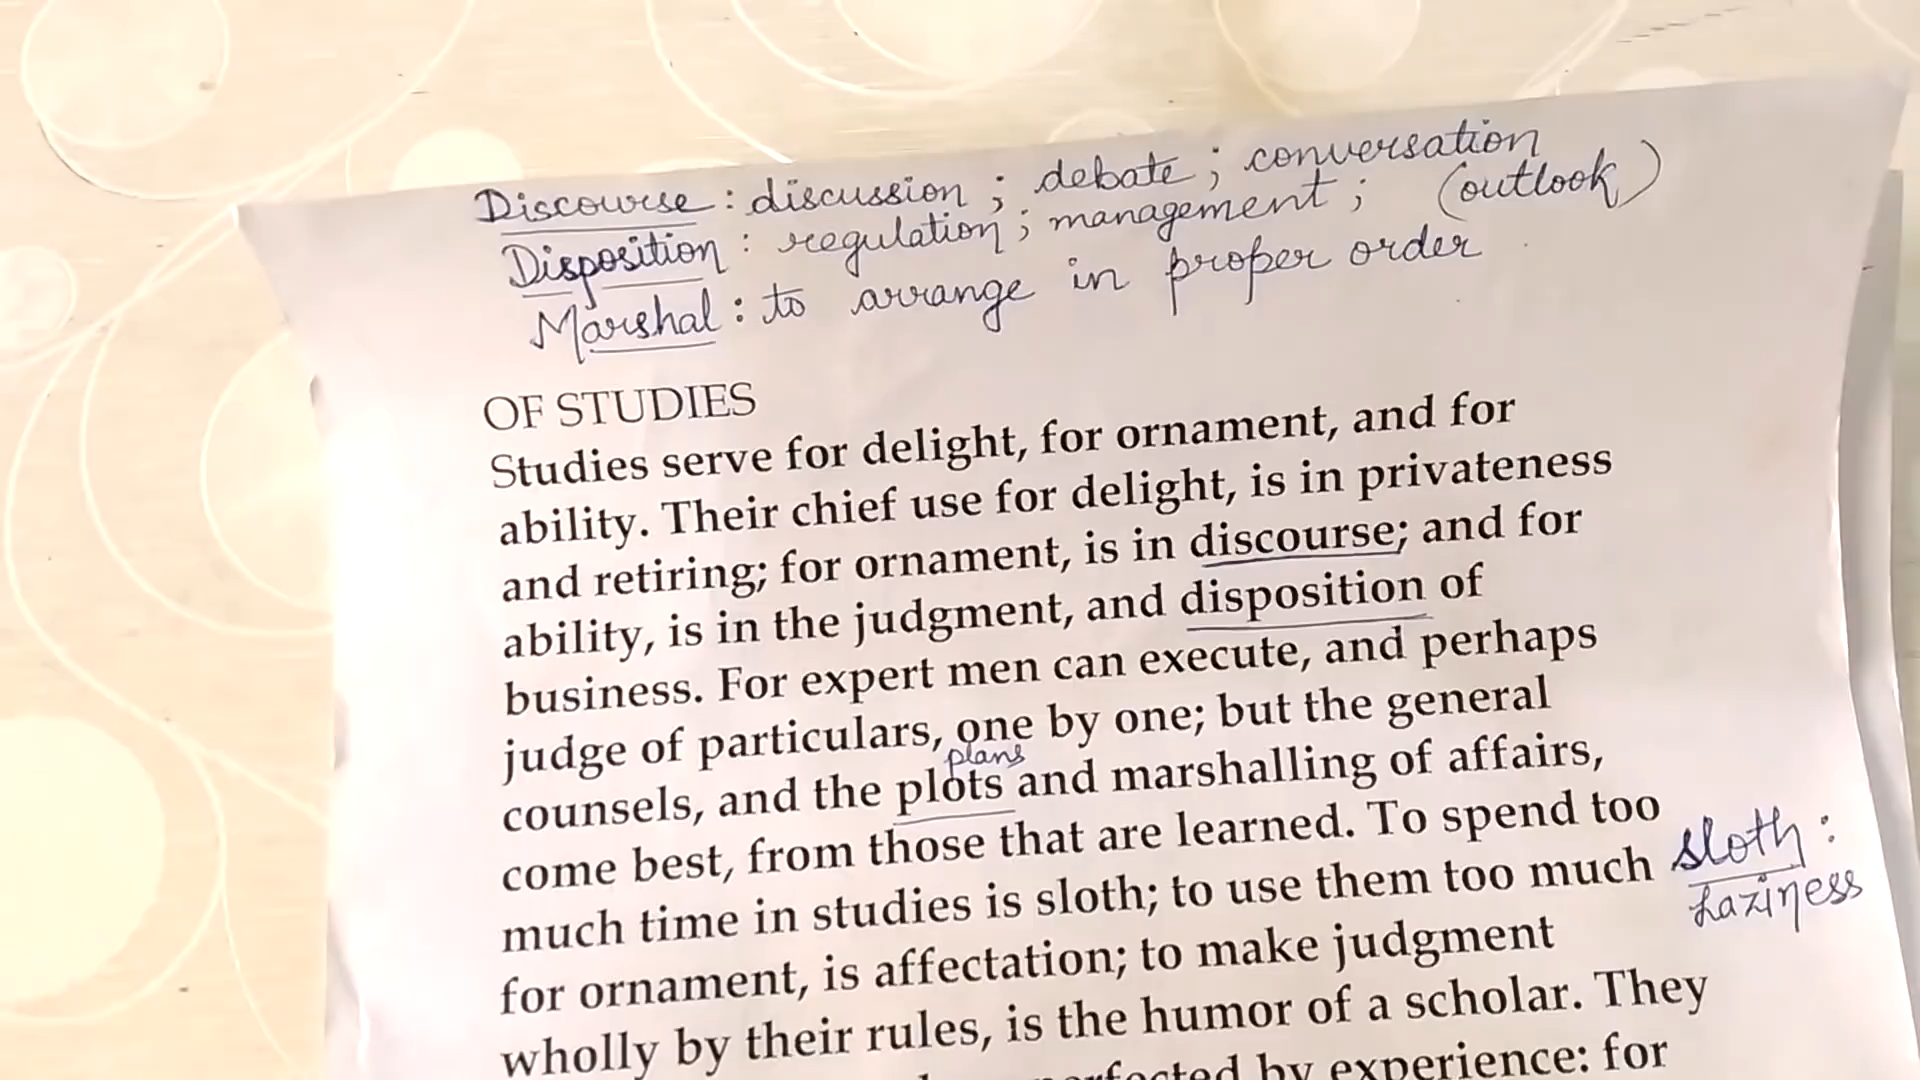 Discourse : discussion ; debate ; conversation
Disposition : regulation ; management ; (outlook)
Marshal : to arrange in proper order
OF STUDIES
Studies serve for delight, for ornament, and for
ability. Their chief use for delight, is in privateness
and retiring; for ornament, is in discourse; and for
ability, is in the judgment, and disposition of
business. For expert men can execute, and perhaps
judge of particulars, one by one; but the general
plans
counsels, and the plots and marshalling of affairs,
come best, from those that are learned. To spend too
much time in studies is sloth; to use them too much
sloth :
Laziness
for ornament, is affectation; to make judgment
wholly by their rules, is the humor of a scholar. They
by experience: for